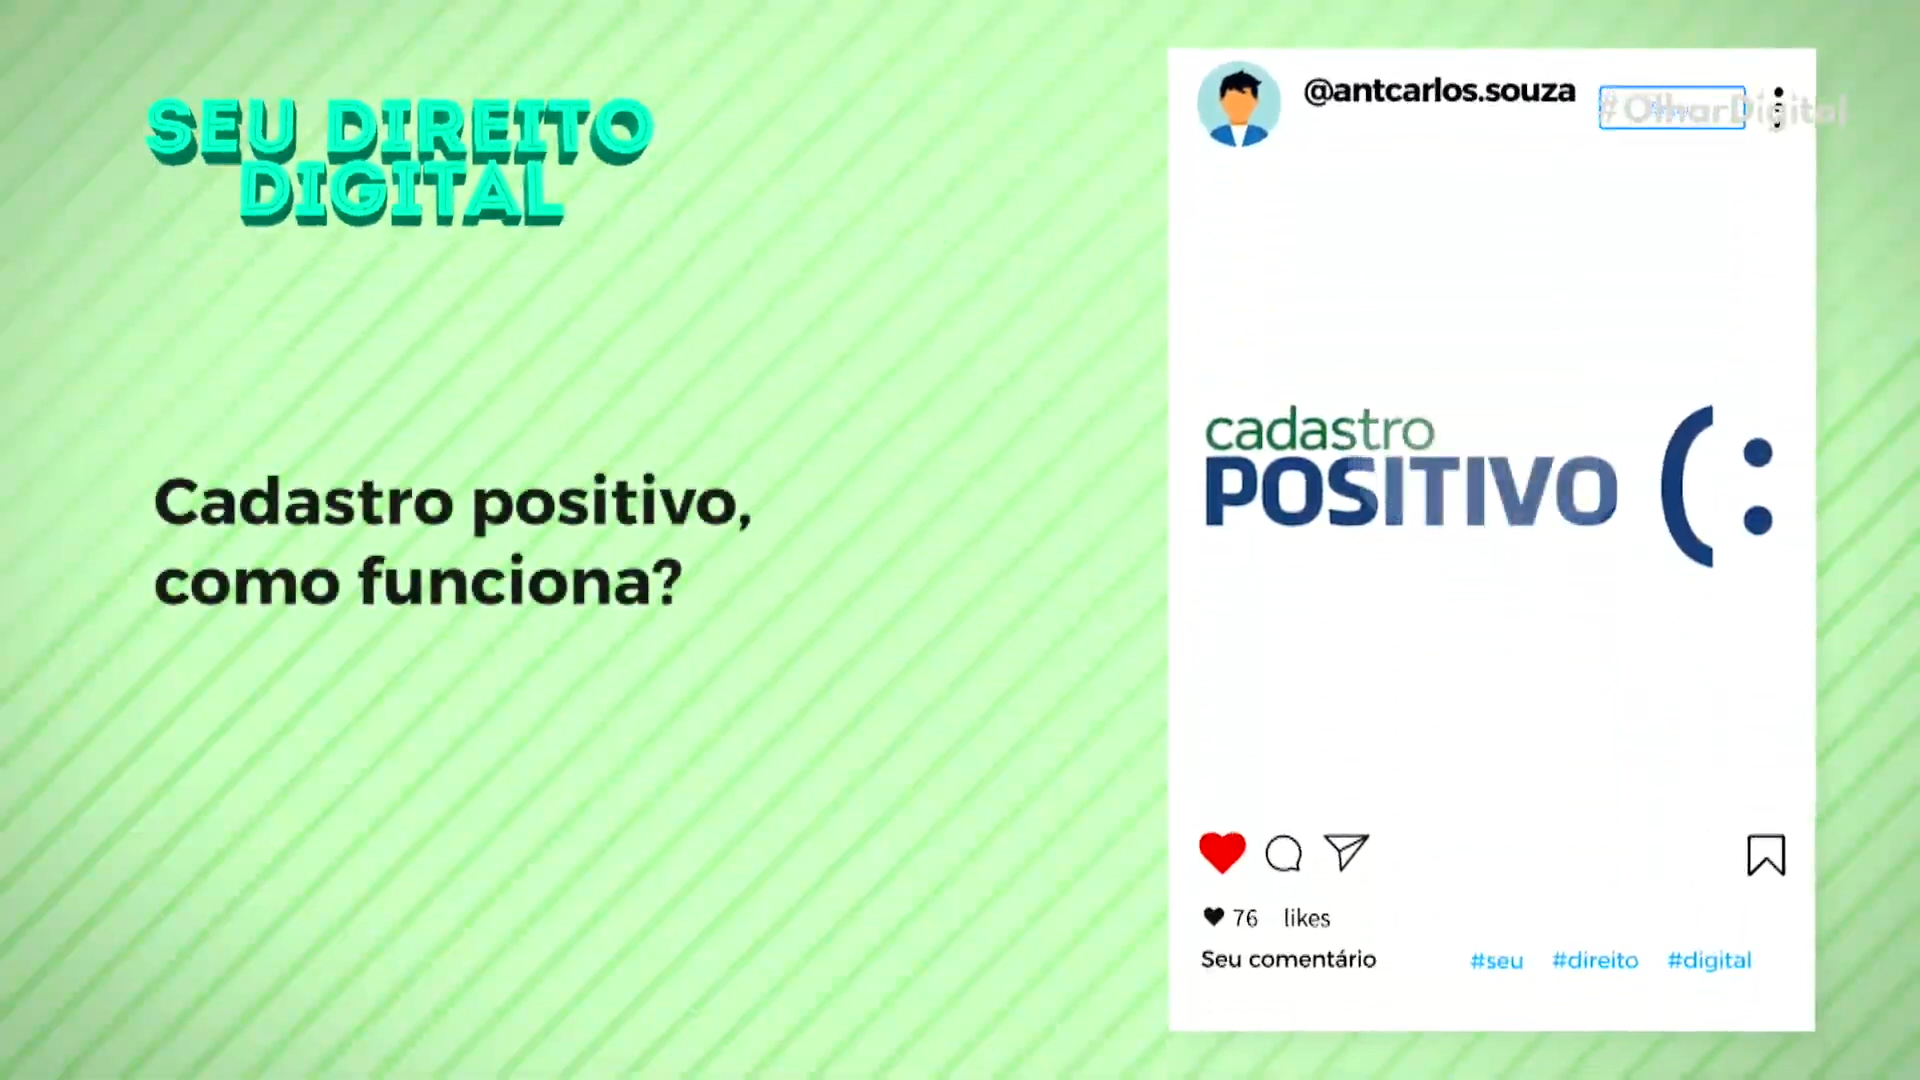 SEU DIREITO
DIGITAL
Cadastro positivo,
como funciona?
@antcarlos.souza
#OlharDigital
cadastro
POSITIVO (:
76 likes
Seu comentário #seu #direito #digital